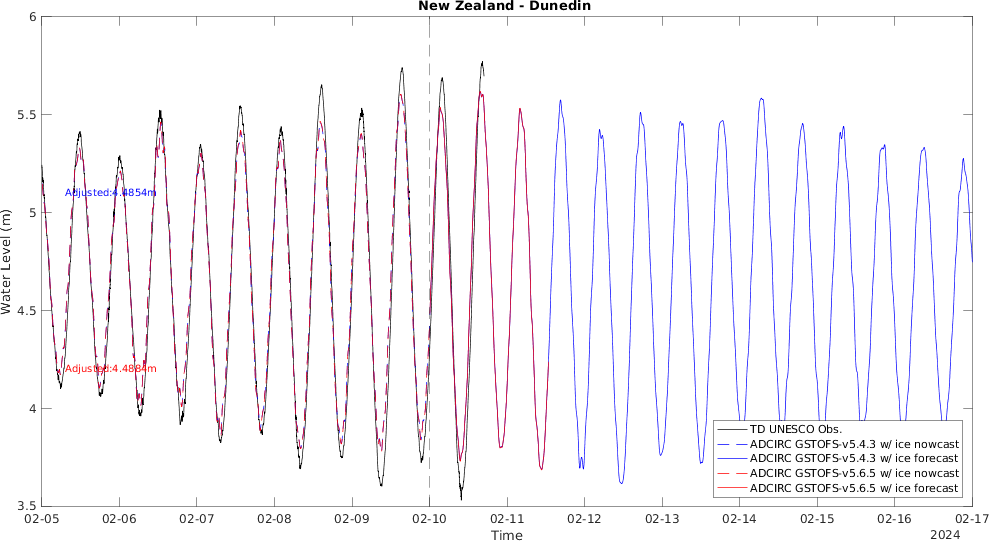 New Zealand - Dunedin
6
5.5
5
4.5
4
3.5
Water Level (m)
Adjusted:4.4854m
Adjusted:4.4884m
TD UNESCO Obs.
ADCIRC GSTOFS-v5.4.3 w/ ice nowcast
ADCIRC GSTOFS-v5.4.3 w/ ice forecast
ADCIRC GSTOFS-v5.6.5 w/ ice nowcast
ADCIRC GSTOFS-v5.6.5 w/ ice forecast
02-05 02-06 02-07 02-08 02-09 02-10 02-11 02-12 02-13 02-14 02-15 02-16 02-17
Time
2024